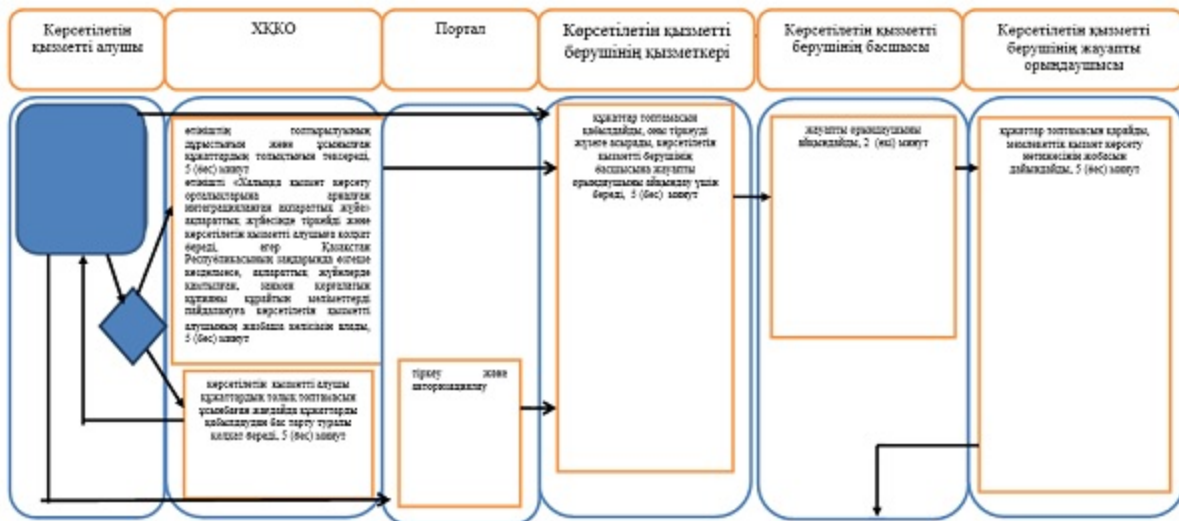 Көрсетілетін
қызметті алушы
ХҚКО
Портал
Көрсетілетін қызметті
берушінің қызметкері
Көрсетілетін қызметті
берушінің басшысы
Көрсетілетін қызметті
берушінің жауапты
орындаушысы
өтініштің толтырылуының
дұрыстығын және ұсынылған
құжаттардың толықтығын тексереді,
5 (бес) минут
өтінішті «Халыққа қызмет көрсету
орталықтарына арналған
интеграцияланған ақпараттық жүйе»
ақпараттық жүйесінде тіркейді және
көрсетілетін қызметті алушыға қолхат
береді, егер Қазақстан
Республикасының заңдарында өзгеше
көзделмесе, ақпараттық жүйелерде
қамтылған, заңмен қорғалатын
құпияны құрайтын мәліметтерді
пайдалануға көрсетілетін қызметті
алушының жазбаша келісімін алады,
5 (бес) минут
көрсетілетін қызметті алушы
құжаттардың толық топтамасын
ұсынбаған жағдайда құжаттарды
қабылдаудан бас тарту туралы
қолхат береді, 5 (бес) минут
тіркеу және
авторизациялау
құжаттар топтамасын
қабылдайды, оны тіркеуді
жүзеге асырады, көрсетілетін
қызметті берушінің
басшысына жауапты
орындаушыны айқындау үшін
береді, 5 (бес) минут
жауапты орындаушыны
айқындайды, 2 (екі) минут
құжаттар топтамасын қарайды,
мемлекеттік қызмет көрсету
нәтижесінің жобасын
дайындайды, 5 (бес) минут